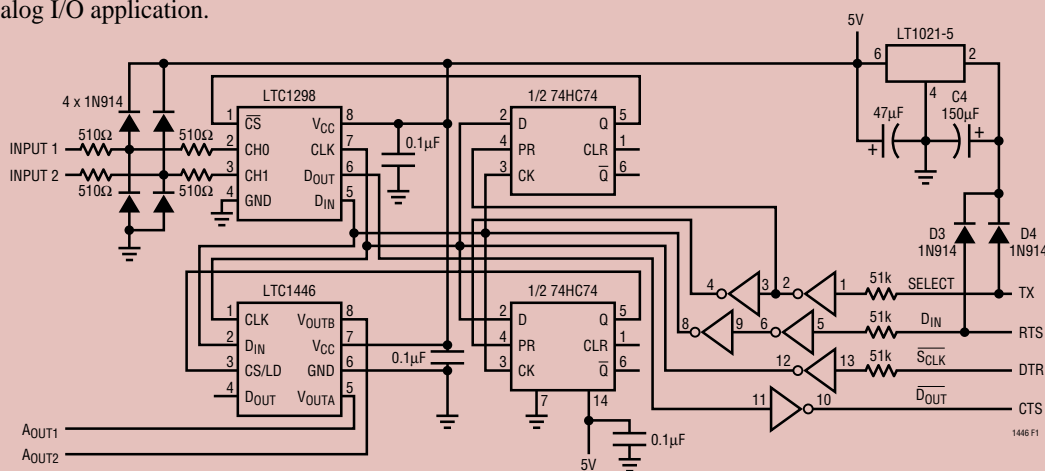 alog I/O application.
5V
LT1021-5
6
2
4
47µF
+
C4
150µF
+
4 x 1N914
510Ω
510Ω
INPUT 1
INPUT 2
510Ω
510Ω
LTC1298
1 C̅S̅ VCC 8
2 CH0 CLK 7
3 CH1 DOUT 6
4 GND DIN 5
0.1µF
1/2 74HC74
2 D Q 5
4 PR CLR 1
3 CK Q̅ 6
D3
1N914
D4
1N914
LTC1446
1 CLK VOUTB 8
2 DIN VCC 7
3 CS/LD GND 6
4 DOUT VOUTA 5
0.1µF
1/2 74HC74
2 D Q 5
4 PR CLR 1
3 CK Q̅ 6
7
14
5V
0.1µF
4 3 2 1 51k SELECT TX
8 9 6 5 51k DIN RTS
12 13 51k S̅C̅L̅K̅ DTR
11 10 D̅O̅U̅T̅ CTS
AOUT1
AOUT2
1446 F1